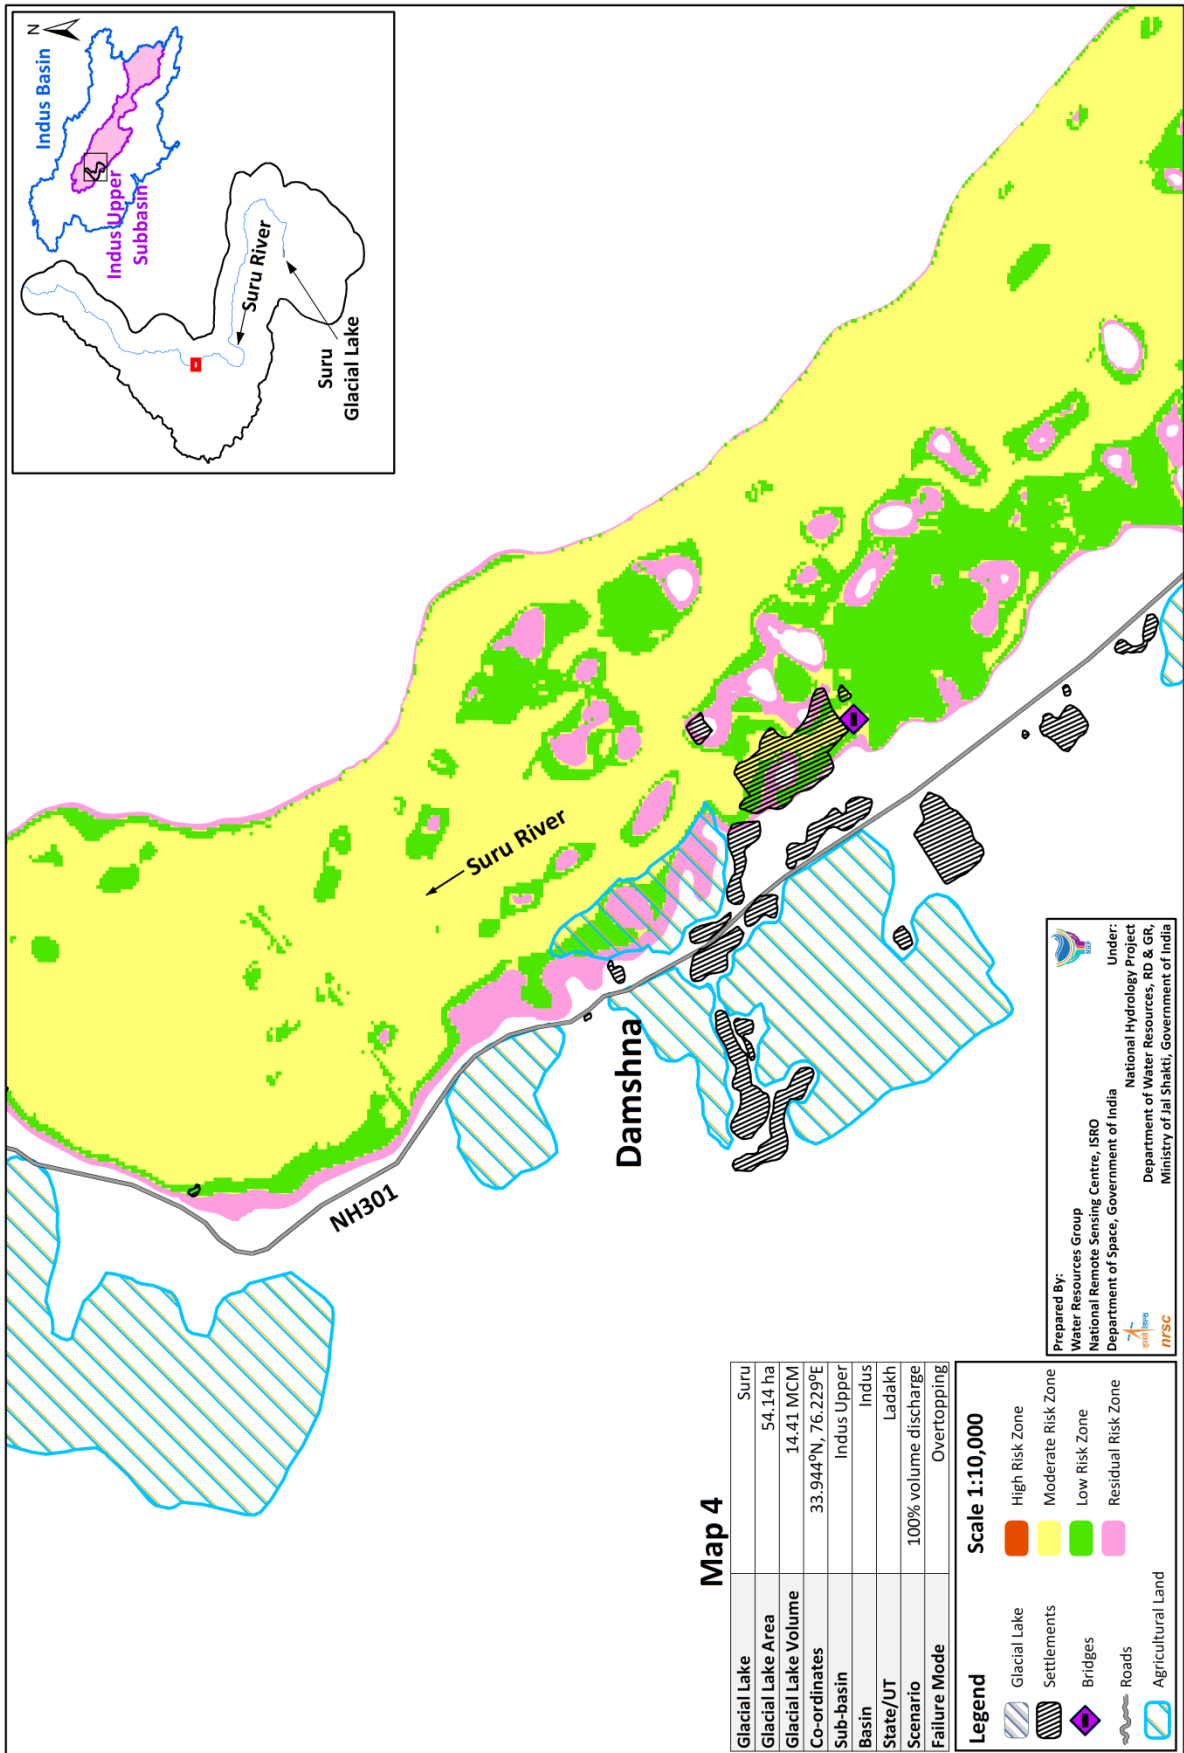 N
Indus Basin
Indus Upper
Subbasin
Suru River
Suru
Glacial Lake
Suru River
Damshna
NH301
Map 4
Glacial Lake Suru
Glacial Lake Area 54.14 ha
Glacial Lake Volume 14.41 MCM
Co-ordinates 33.944⁰N, 76.229⁰E
Sub-basin Indus Upper
Basin Indus
State/UT Ladakh
Scenario 100% volume discharge
Failure Mode Overtopping
Legend
Scale 1:10,000
Glacial Lake
Settlements
Bridges
Roads
Agricultural Land
High Risk Zone
Moderate Risk Zone
Low Risk Zone
Residual Risk Zone
Prepared By:
Water Resources Group
National Remote Sensing Centre, ISRO
Department of Space, Government of India
nrsc
Under:
National Hydrology Project
Department of Water Resources, RD & GR,
Ministry of Jal Shakti, Government of India